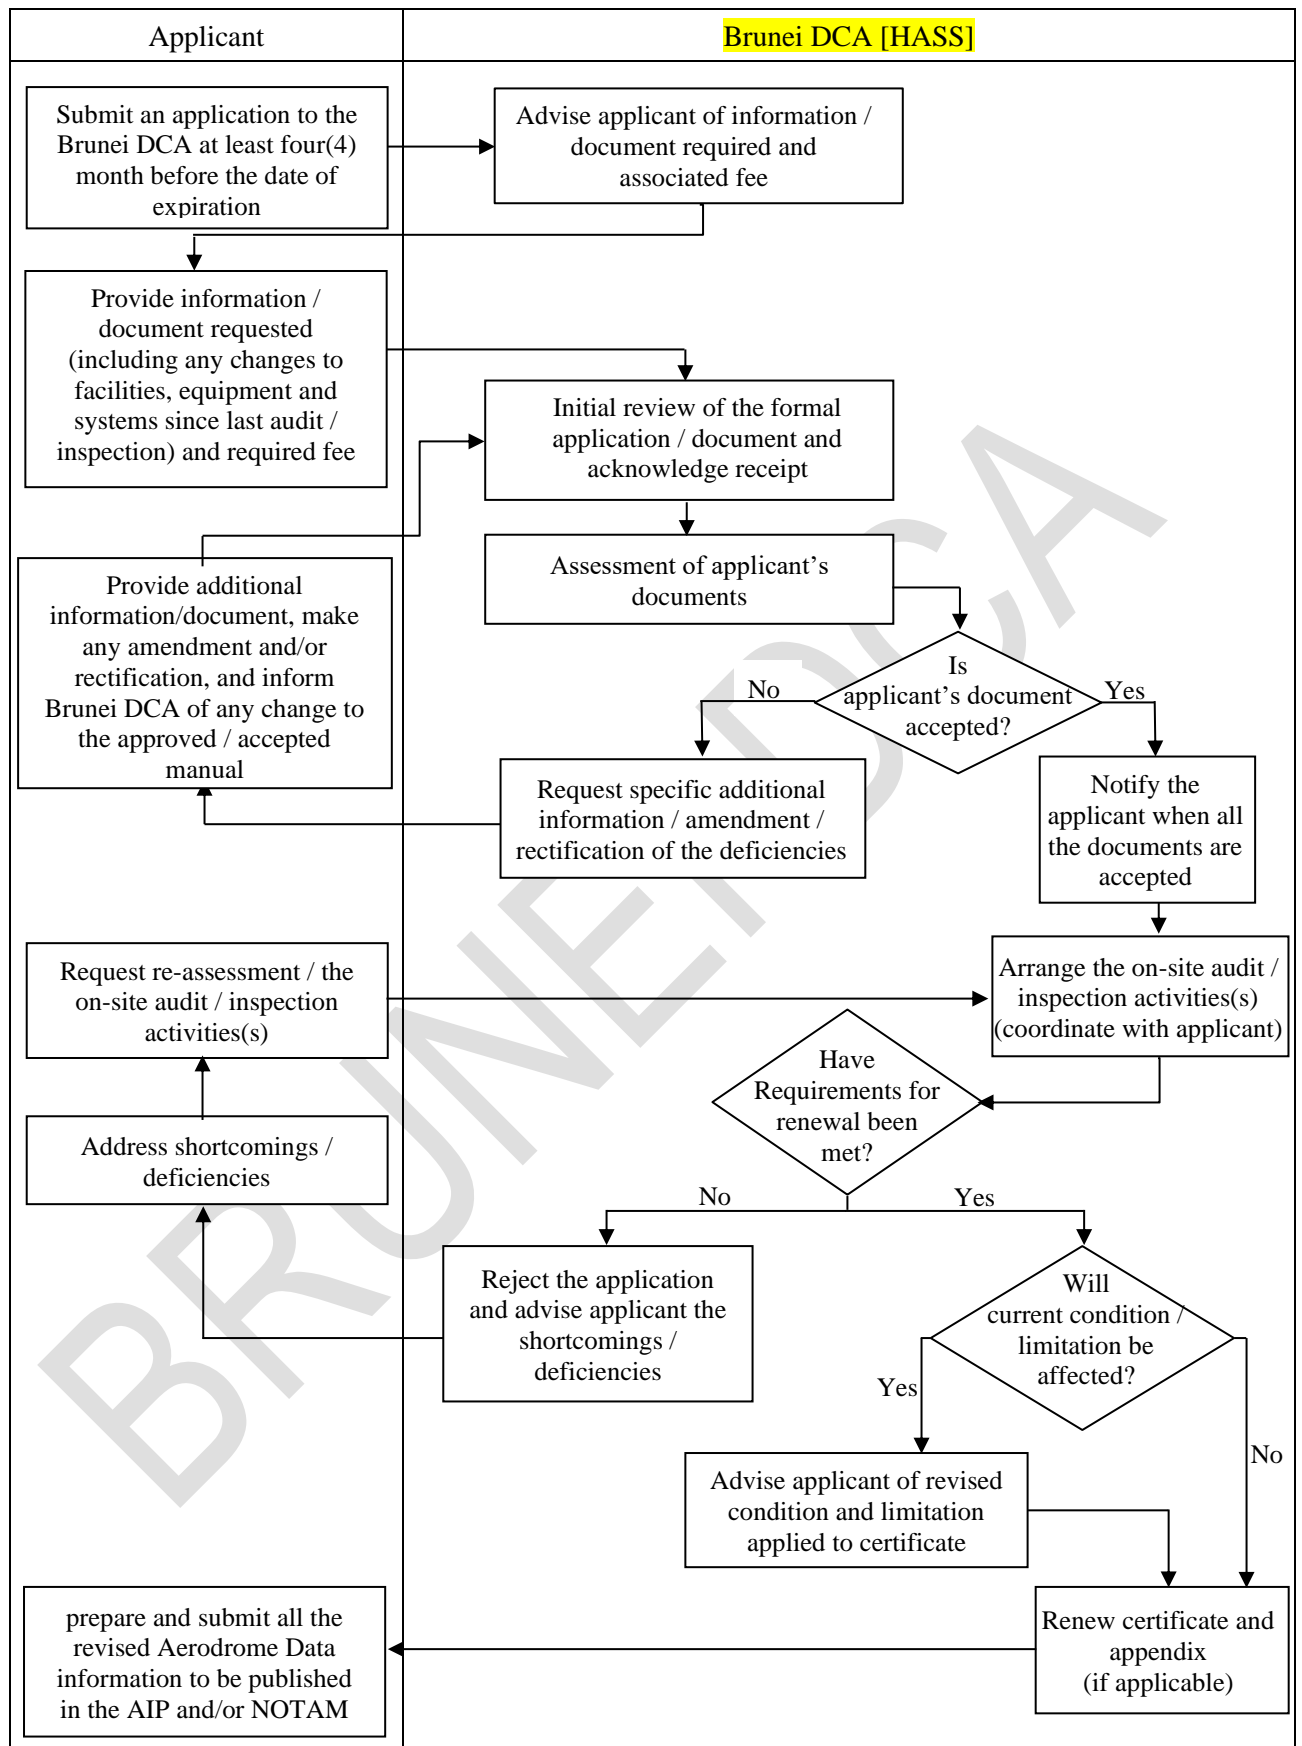 Applicant
Brunei DCA [HASS]
Submit an application to the
Brunei DCA at least four(4)
month before the date of
expiration
Advise applicant of information /
document required and
associated fee
Provide information /
document requested
(including any changes to
facilities, equipment and
systems since last audit /
inspection) and required fee
Initial review of the formal
application / document and
acknowledge receipt
Assessment of applicant’s
documents
Provide additional
information/document, make
any amendment and/or
rectification, and inform
Brunei DCA of any change to
the approved / accepted
manual
Is
applicant’s document
accepted?
No
Yes
Request specific additional
information / amendment /
rectification of the deficiencies
Notify the
applicant when all
the documents are
accepted
Request re-assessment / the
on-site audit / inspection
activities(s)
Arrange the on-site audit /
inspection activities(s)
(coordinate with applicant)
Have
Requirements for
renewal been
met?
Address shortcomings /
deficiencies
No
Yes
Reject the application
and advise applicant the
shortcomings /
deficiencies
Will
current condition /
limitation be
affected?
Yes
No
Advise applicant of revised
condition and limitation
applied to certificate
prepare and submit all the
revised Aerodrome Data
information to be published
in the AIP and/or NOTAM
Renew certificate and
appendix
(if applicable)
BRUNEI DCA